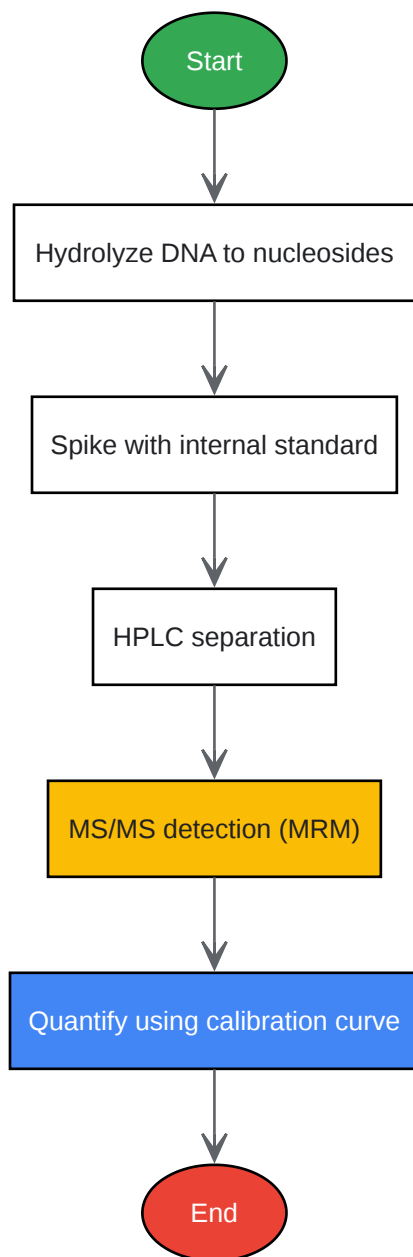 Start
Hydrolyze DNA to nucleosides
Spike with internal standard
HPLC separation
MS/MS detection (MRM)
Quantify using calibration curve
End